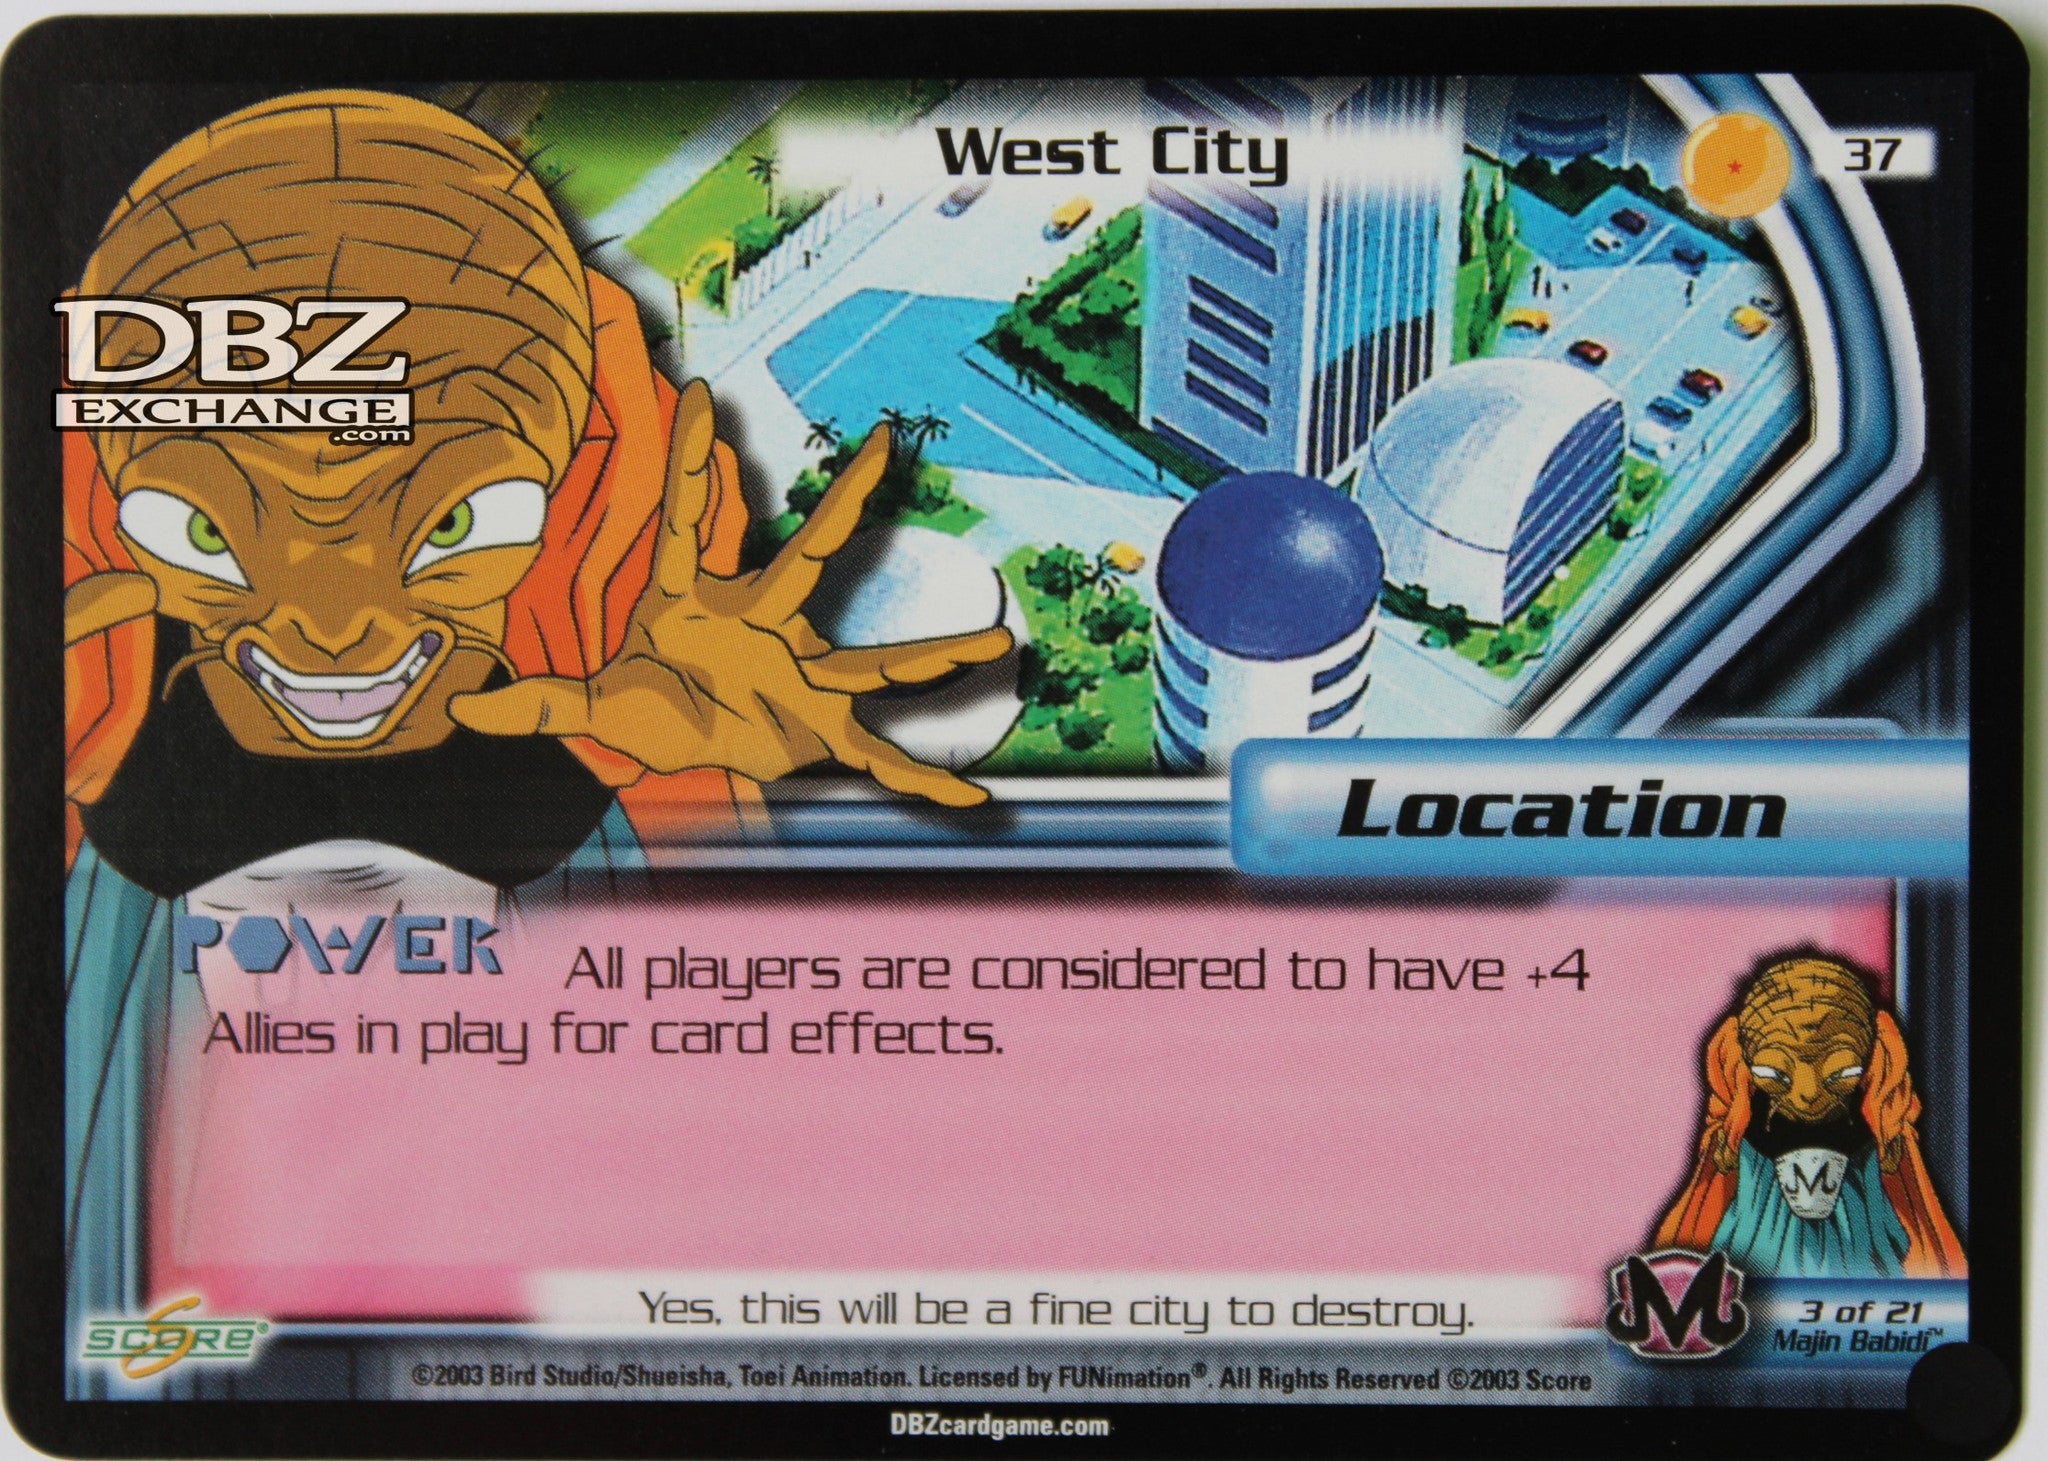 West City
37
DBZ
EXCHANGE
.com
Location
POWER All players are considered to have +4
Allies in play for card effects.
M
Yes, this will be a fine city to destroy.
M
3 of 21
Majin Babidi™
SCORE®
©2003 Bird Studio/Shueisha, Toei Animation. Licensed by FUNimation®. All Rights Reserved ©2003 Score
DBZcardgame.com